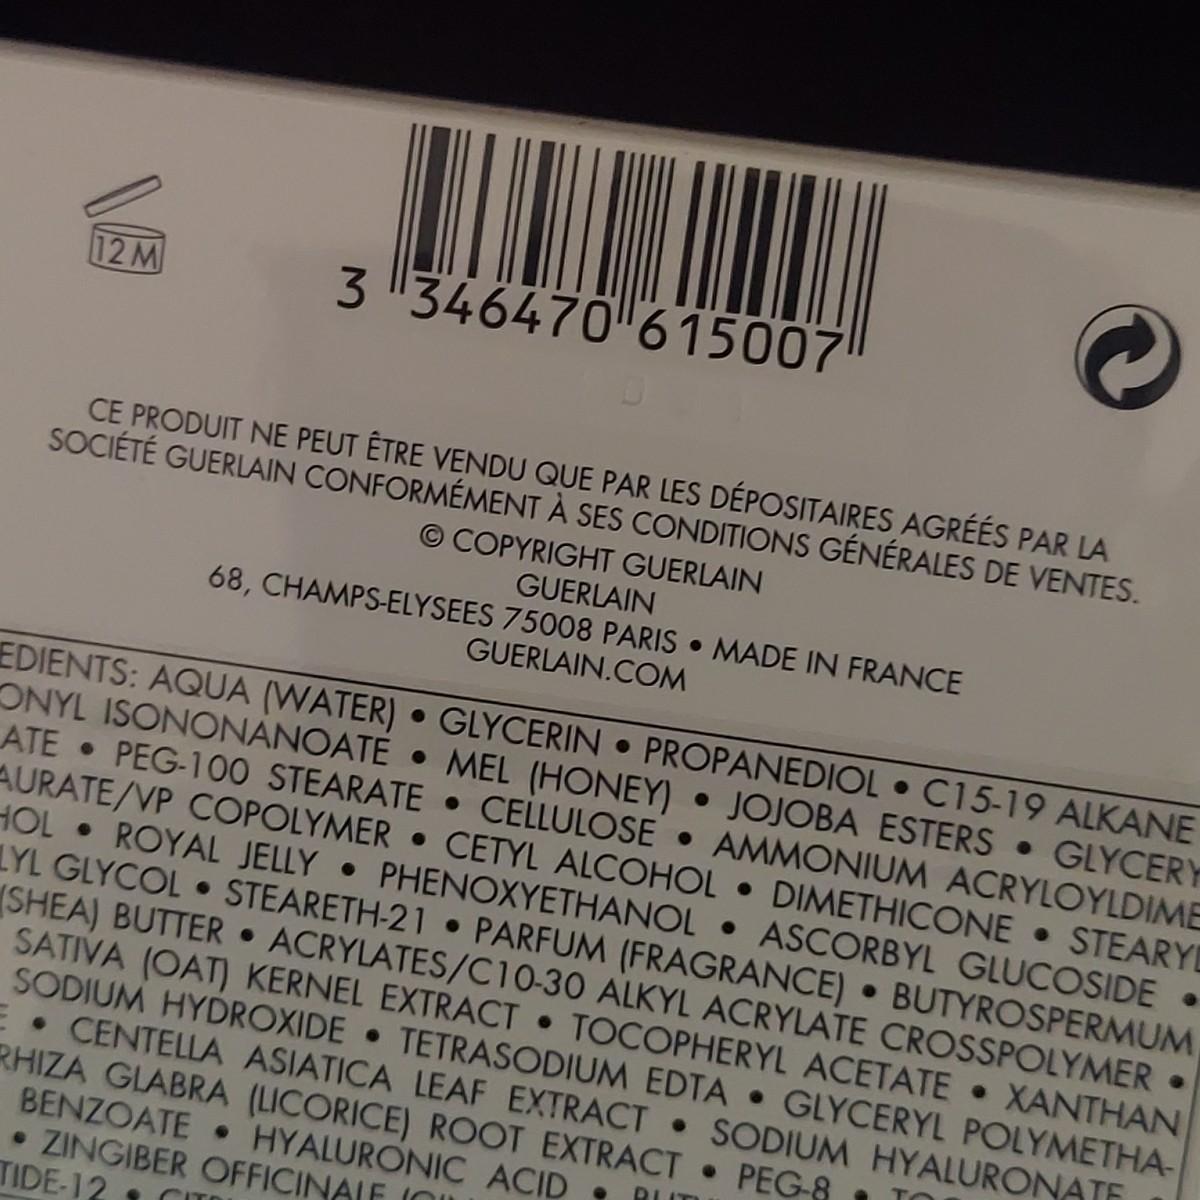 12 M
3 346470 615007
CE PRODUIT NE PEUT ÊTRE VENDU QUE PAR LES DÉPOSITAIRES AGRÉÉS PAR LA
SOCIÉTÉ GUERLAIN CONFORMÉMENT À SES CONDITIONS GÉNÉRALES DE VENTES.
© COPYRIGHT GUERLAIN
GUERLAIN
68, CHAMPS-ELYSEES 75008 PARIS • MADE IN FRANCE
GUERLAIN.COM
EDIENTS: AQUA (WATER) • GLYCERIN • PROPANEDIOL • C15-19 ALKANE
ONYL ISONONANOATE • MEL (HONEY) • JOJOBA ESTERS • GLYCERY
ATE • PEG-100 STEARATE • CELLULOSE • AMMONIUM ACRYLOYLDIME
AURATE/VP COPOLYMER • CETYL ALCOHOL • DIMETHICONE • STEARYL
HOL • ROYAL JELLY • PHENOXYETHANOL • ASCORBYL GLUCOSIDE •
LYL GLYCOL • STEARETH-21 • PARFUM (FRAGRANCE) • BUTYROSPERMUM
(SHEA) BUTTER • ACRYLATES/C10-30 ALKYL ACRYLATE CROSSPOLYMER •
SATIVA (OAT) KERNEL EXTRACT • TOCOPHERYL ACETATE • XANTHAN
SODIUM HYDROXIDE • TETRASODIUM EDTA • GLYCERYL POLYMETHA-
E • CENTELLA ASIATICA LEAF EXTRACT • SODIUM HYALURONATE
RHIZA GLABRA (LICORICE) ROOT EXTRACT • PEG-8 •
BENZOATE • HYALURONIC ACID •
• ZINGIBER OFFICINALE
TIDE-12 •